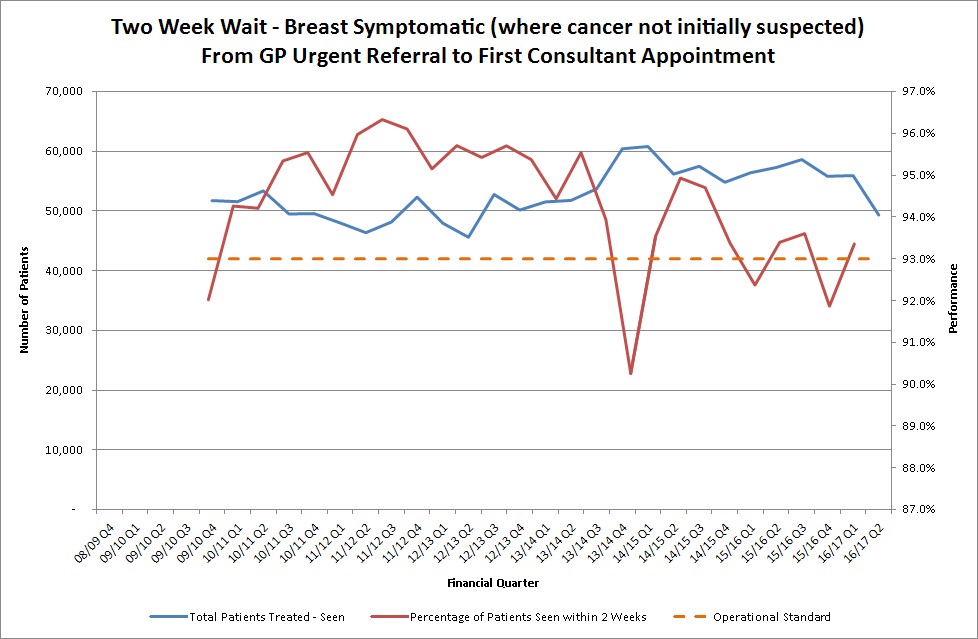 Two Week Wait - Breast Symptomatic (where cancer not initially suspected)
From GP Urgent Referral to First Consultant Appointment
70,000
60,000
50,000
40,000
30,000
20,000
10,000
-
Number of Patients
97.0%
96.0%
95.0%
94.0%
93.0%
92.0%
91.0%
90.0%
89.0%
88.0%
87.0%
Performance
08/09 Q4
09/10 Q1
09/10 Q2
09/10 Q3
09/10 Q4
10/11 Q1
10/11 Q2
10/11 Q3
10/11 Q4
11/12 Q1
11/12 Q2
11/12 Q3
11/12 Q4
12/13 Q1
12/13 Q2
12/13 Q3
12/13 Q4
13/14 Q1
13/14 Q2
13/14 Q3
13/14 Q4
14/15 Q1
14/15 Q2
14/15 Q3
14/15 Q4
15/16 Q1
15/16 Q2
15/16 Q3
15/16 Q4
16/17 Q1
16/17 Q2
Financial Quarter
Total Patients Treated - Seen
Percentage of Patients Seen within 2 Weeks
Operational Standard